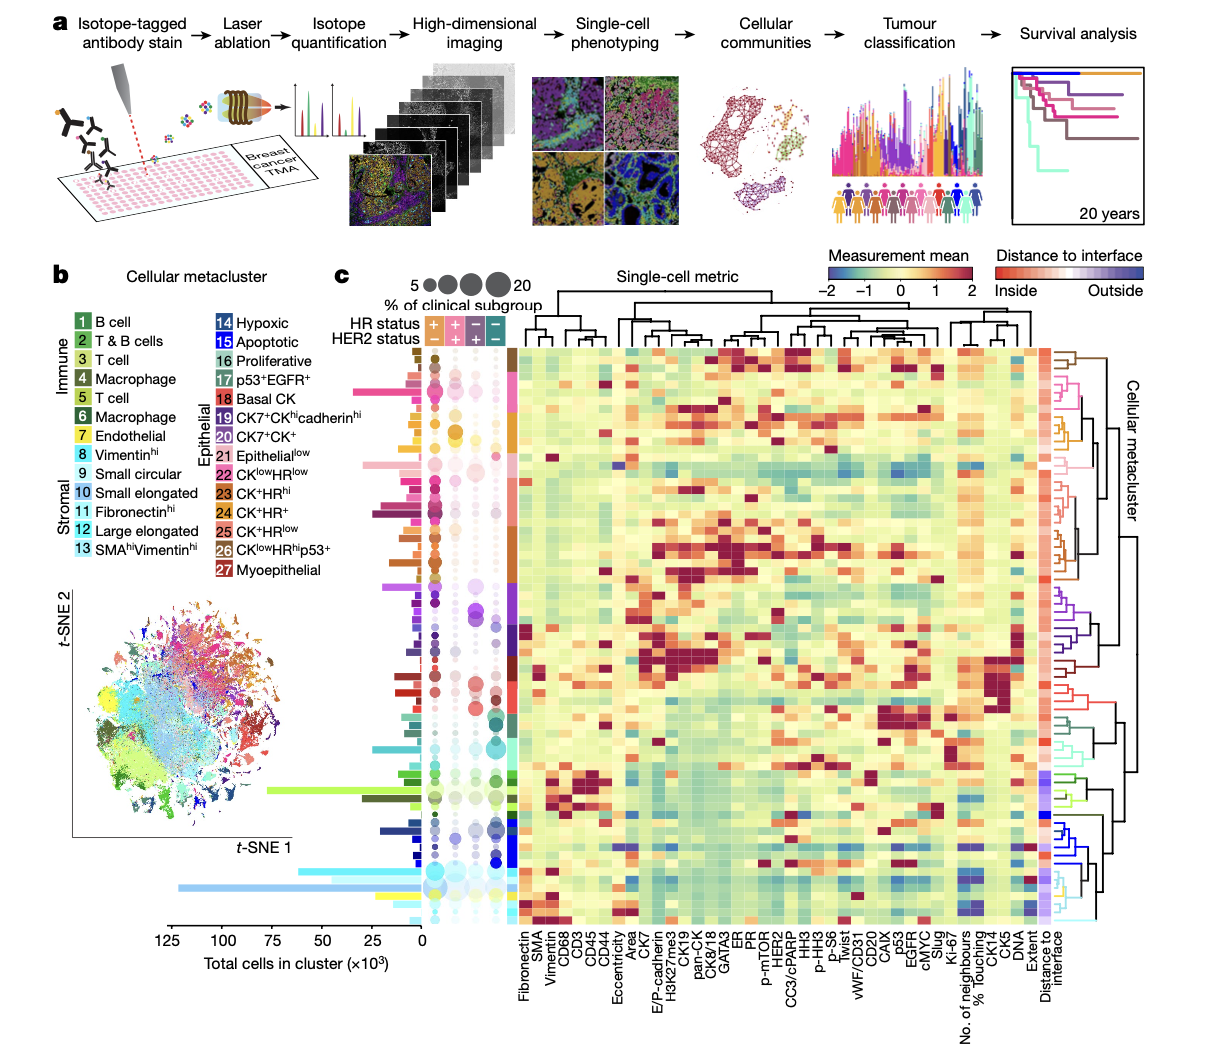 a
Isotope-tagged
antibody stain
Laser
ablation
Isotope
quantification
High-dimensional
imaging
Single-cell
phenotyping
Cellular
communities
Tumour
classification
Survival analysis
Breast
cancer
TMA
20 years
b
Cellular metacluster
Immune
1 B cell
2 T & B cells
3 T cell
4 Macrophage
5 T cell
6 Macrophage
7 Endothelial
Stromal
8 Vimentinhi
9 Small circular
10 Small elongated
11 Fibronectinhi
12 Large elongated
13 SMAhiVimentinhi
Epithelial
14 Hypoxic
15 Apoptotic
16 Proliferative
17 p53+EGFR+
18 Basal CK
19 CK7+CKhicadherinhi
20 CK7+CK+
21 Epitheliallow
22 CKlowHRlow
23 CK+HRhi
24 CK+HR+
25 CK+HRlow
26 CKlowHRhip53+
27 Myoepithelial
t-SNE 2
t-SNE 1
c
5 20
% of clinical subgroup
HR status + + − −
HER2 status − + + −
Single-cell metric
Measurement mean
−2 −1 0 1 2
Distance to interface
Inside Outside
Cellular metacluster
125 100 75 50 25 0
Total cells in cluster (×10³)
Fibronectin
SMA
Vimentin
CD68
CD3
CD45
CD44
Eccentricity
Area
CK7
E/P-cadherin
H3K27me3
CK19
pan-CK
CK8/18
GATA3
ER
PR
p-mTOR
HER2
CC3/cPARP
HH3
p-HH3
p-S6
Twist
vWF/CD31
CD20
CAIX
p53
EGFR
cMYC
Slug
Ki-67
No. of neighbours
% Touching
CK14
CK5
DNA
Extent
Distance to
interface